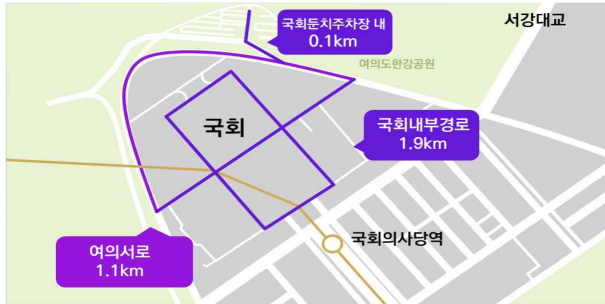 국회둔치주차장 내
0.1km
서강대교
여의도한강공원
국회
국회내부경로
1.9km
국회의사당역
여의서로
1.1km